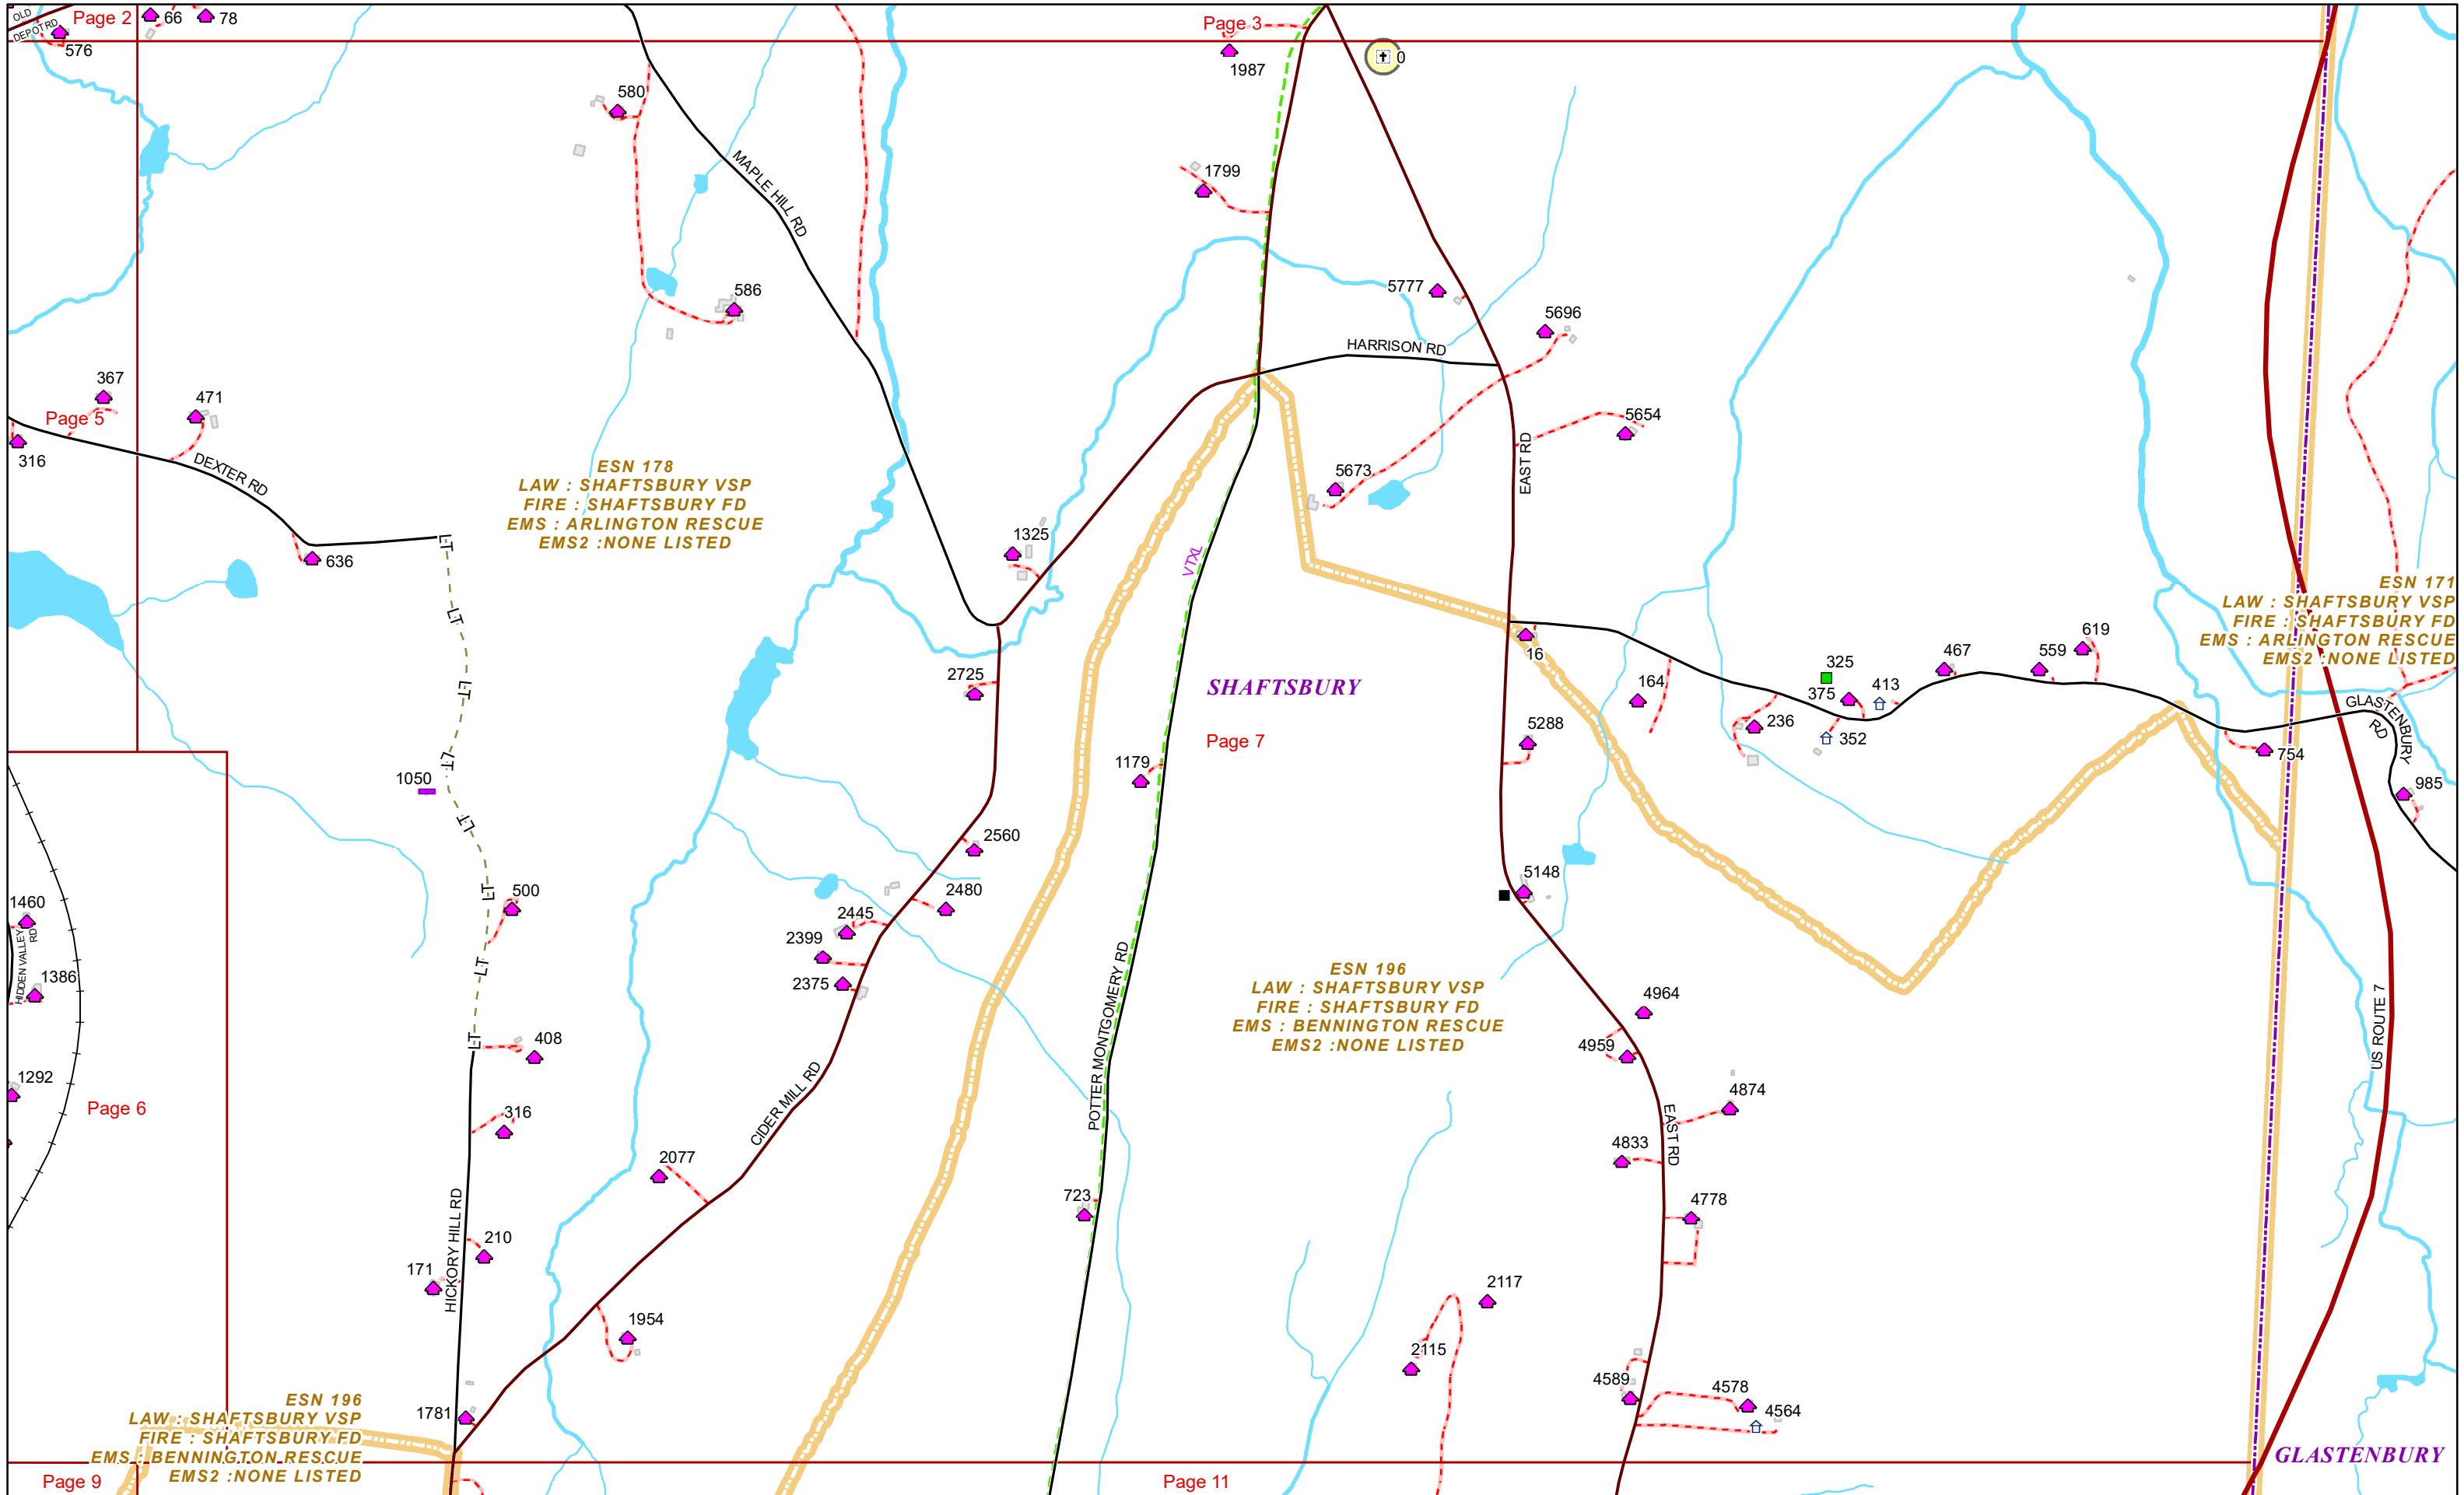 OLD
DEPOT RD
Page 2
66
78
576
Page 3
1987
0
580
1799
MAPLE HILL RD
586
5777
5696
HARRISON RD
367
471
Page 5
316
DEXTER RD
5654
EAST RD
5673
ESN 178
LAW : SHAFTSBURY VSP
FIRE : SHAFTSBURY FD
EMS : ARLINGTON RESCUE
EMS2 :NONE LISTED
1325
636
LT
LT
LT
LT
LT
LT
LT
LT
VTXL
ESN 171
LAW : SHAFTSBURY VSP
FIRE : SHAFTSBURY FD
EMS : ARLINGTON RESCUE
EMS2 :NONE LISTED
16
619
467
559
325
375
413
164
236
352
2725
SHAFTSBURY
Page 7
5288
GLASTENBURY
RD
754
985
1179
1050
2560
5148
500
2480
2445
2399
2375
1460
HIDDEN VALLEY
RD
1386
1292
Page 6
POTTER MONTGOMERY RD
ESN 196
LAW : SHAFTSBURY VSP
FIRE : SHAFTSBURY FD
EMS : BENNINGTON RESCUE
EMS2 :NONE LISTED
4964
4959
US ROUTE 7
408
316
CIDER MILL RD
4874
EAST RD
4833
2077
723
4778
HICKORY HILL RD
210
171
2117
1954
2115
4589
4578
4564
1781
ESN 196
LAW : SHAFTSBURY VSP
FIRE : SHAFTSBURY FD
EMS : BENNINGTON RESCUE
EMS2 :NONE LISTED
GLASTENBURY
Page 9
Page 11